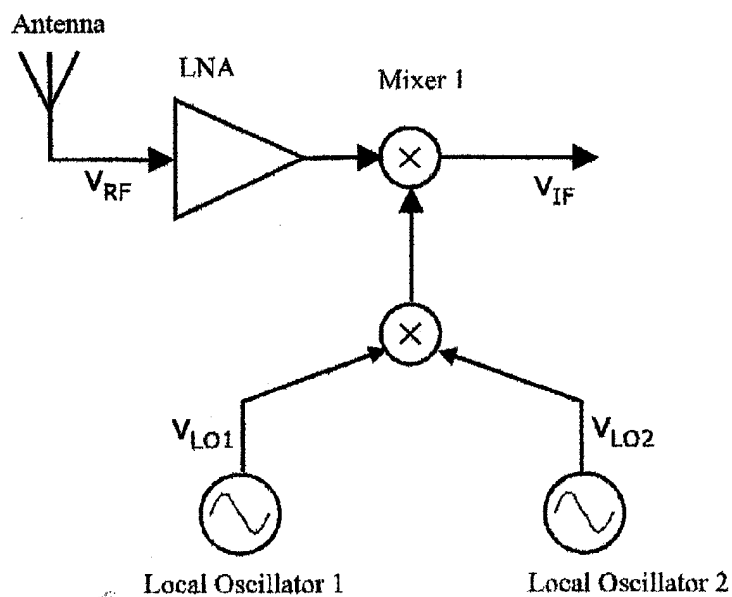 Antenna
LNA
Mixer 1
×
V_RF
V_IF
×
V_LO1
V_LO2
Local Oscillator 1
Local Oscillator 2